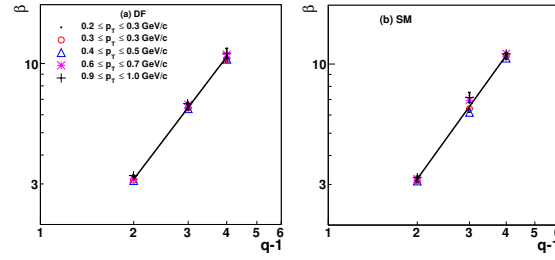 β
(a) DF
0.2 ≤ p_T ≤ 0.3 GeV/c
0.3 ≤ p_T ≤ 0.3 GeV/c
0.4 ≤ p_T ≤ 0.5 GeV/c
0.6 ≤ p_T ≤ 0.7 GeV/c
0.9 ≤ p_T ≤ 1.0 GeV/c
10
3
1 2 3 4 5 6
q-1
β
(b) SM
10
3
1 2 3 4 5 6
q-1